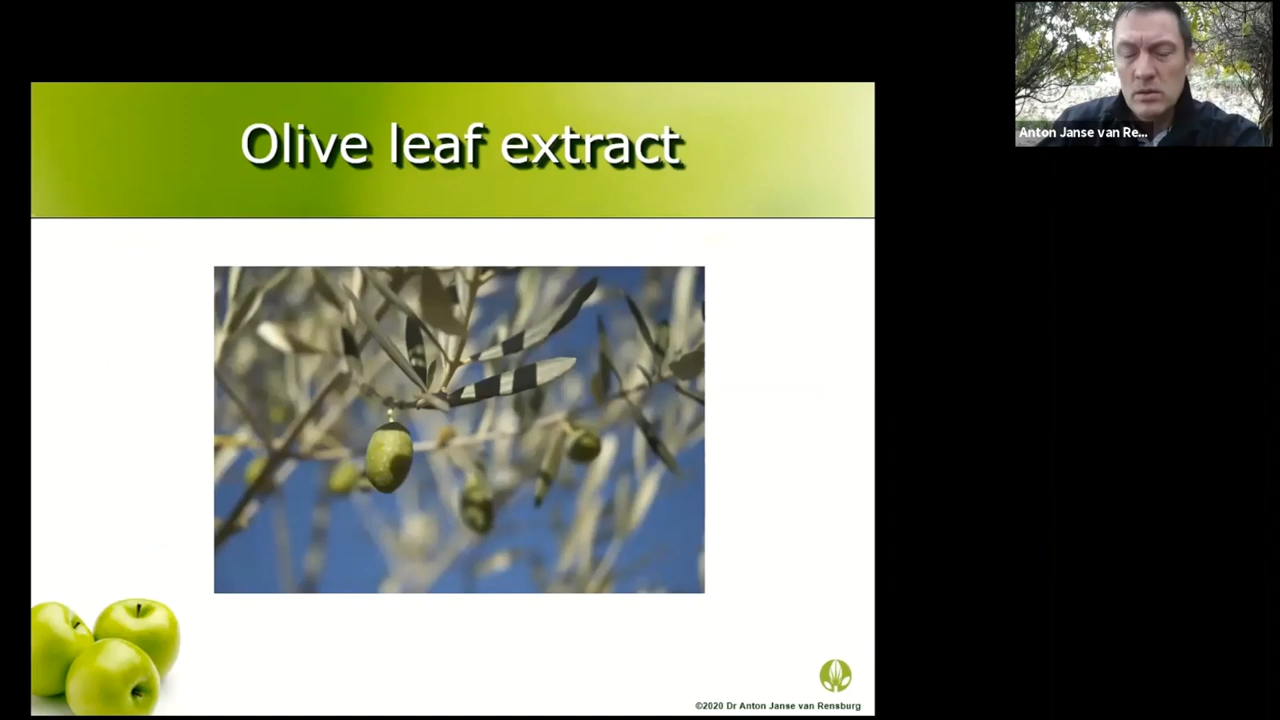 Olive leaf extract
Anton Janse van Re...
©2020 Dr Anton Janse van Rensburg